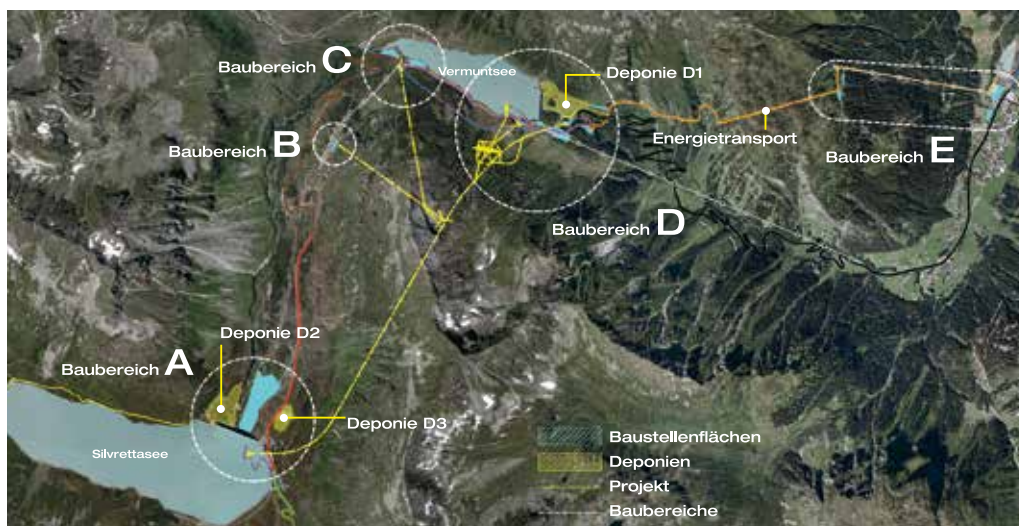 Baubereich C
Vermuntsee
Deponie D1
Energietransport
Baubereich B
Baubereich E
Baubereich D
Deponie D2
Baubereich A
Deponie D3
Silvrettasee
Baustellenflächen
Deponien
Projekt
Baubereiche